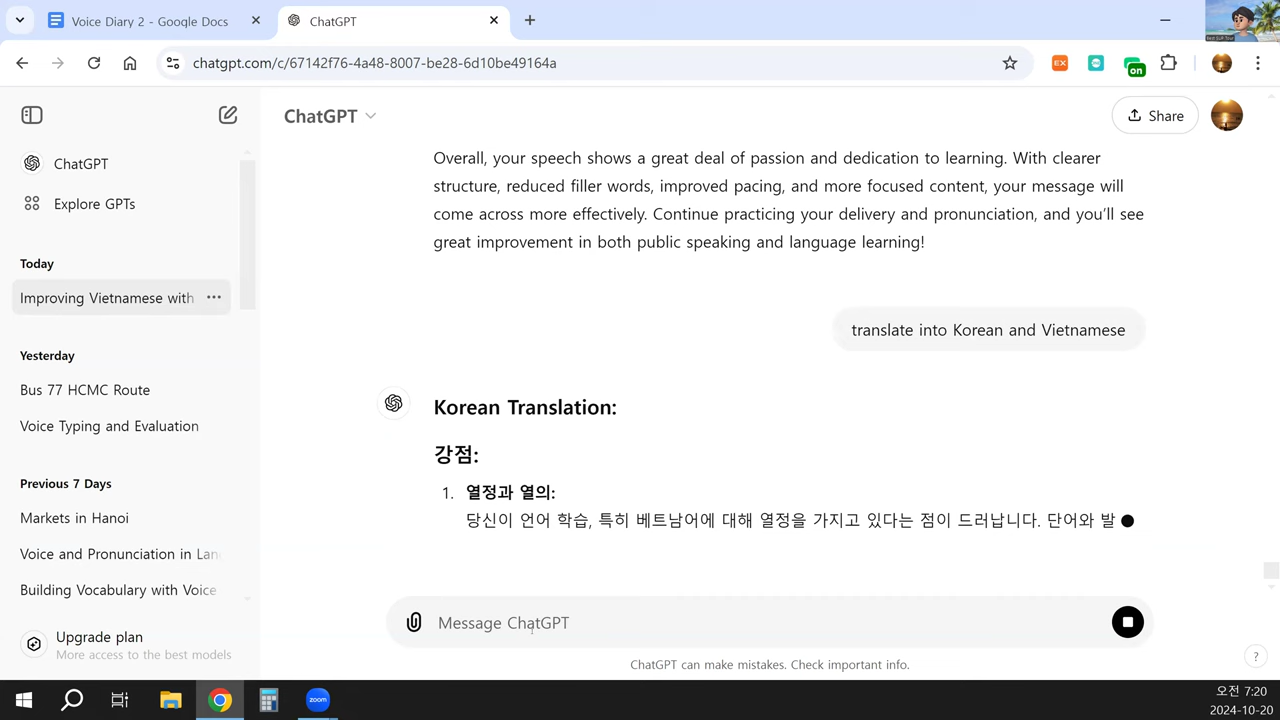 Voice Diary 2 - Google Docs
ChatGPT
chatgpt.com/c/67142f76-4a48-8007-be28-6d10be49164a
on
ChatGPT
Share
ChatGPT
Explore GPTs
Today
Improving Vietnamese with
Yesterday
Bus 77 HCMC Route
Voice Typing and Evaluation
Previous 7 Days
Markets in Hanoi
Voice and Pronunciation in Lan
Building Vocabulary with Voice
Upgrade plan
More access to the best models
Overall, your speech shows a great deal of passion and dedication to learning. With clearer
structure, reduced filler words, improved pacing, and more focused content, your message will
come across more effectively. Continue practicing your delivery and pronunciation, and you’ll see
great improvement in both public speaking and language learning!
translate into Korean and Vietnamese
Korean Translation:
강점:
1. 열정과 열의:
당신이 언어 학습, 특히 베트남어에 대해 열정을 가지고 있다는 점이 드러납니다. 단어와 발
Message ChatGPT
ChatGPT can make mistakes. Check important info.
?
zoom
오전 7:20
2024-10-20